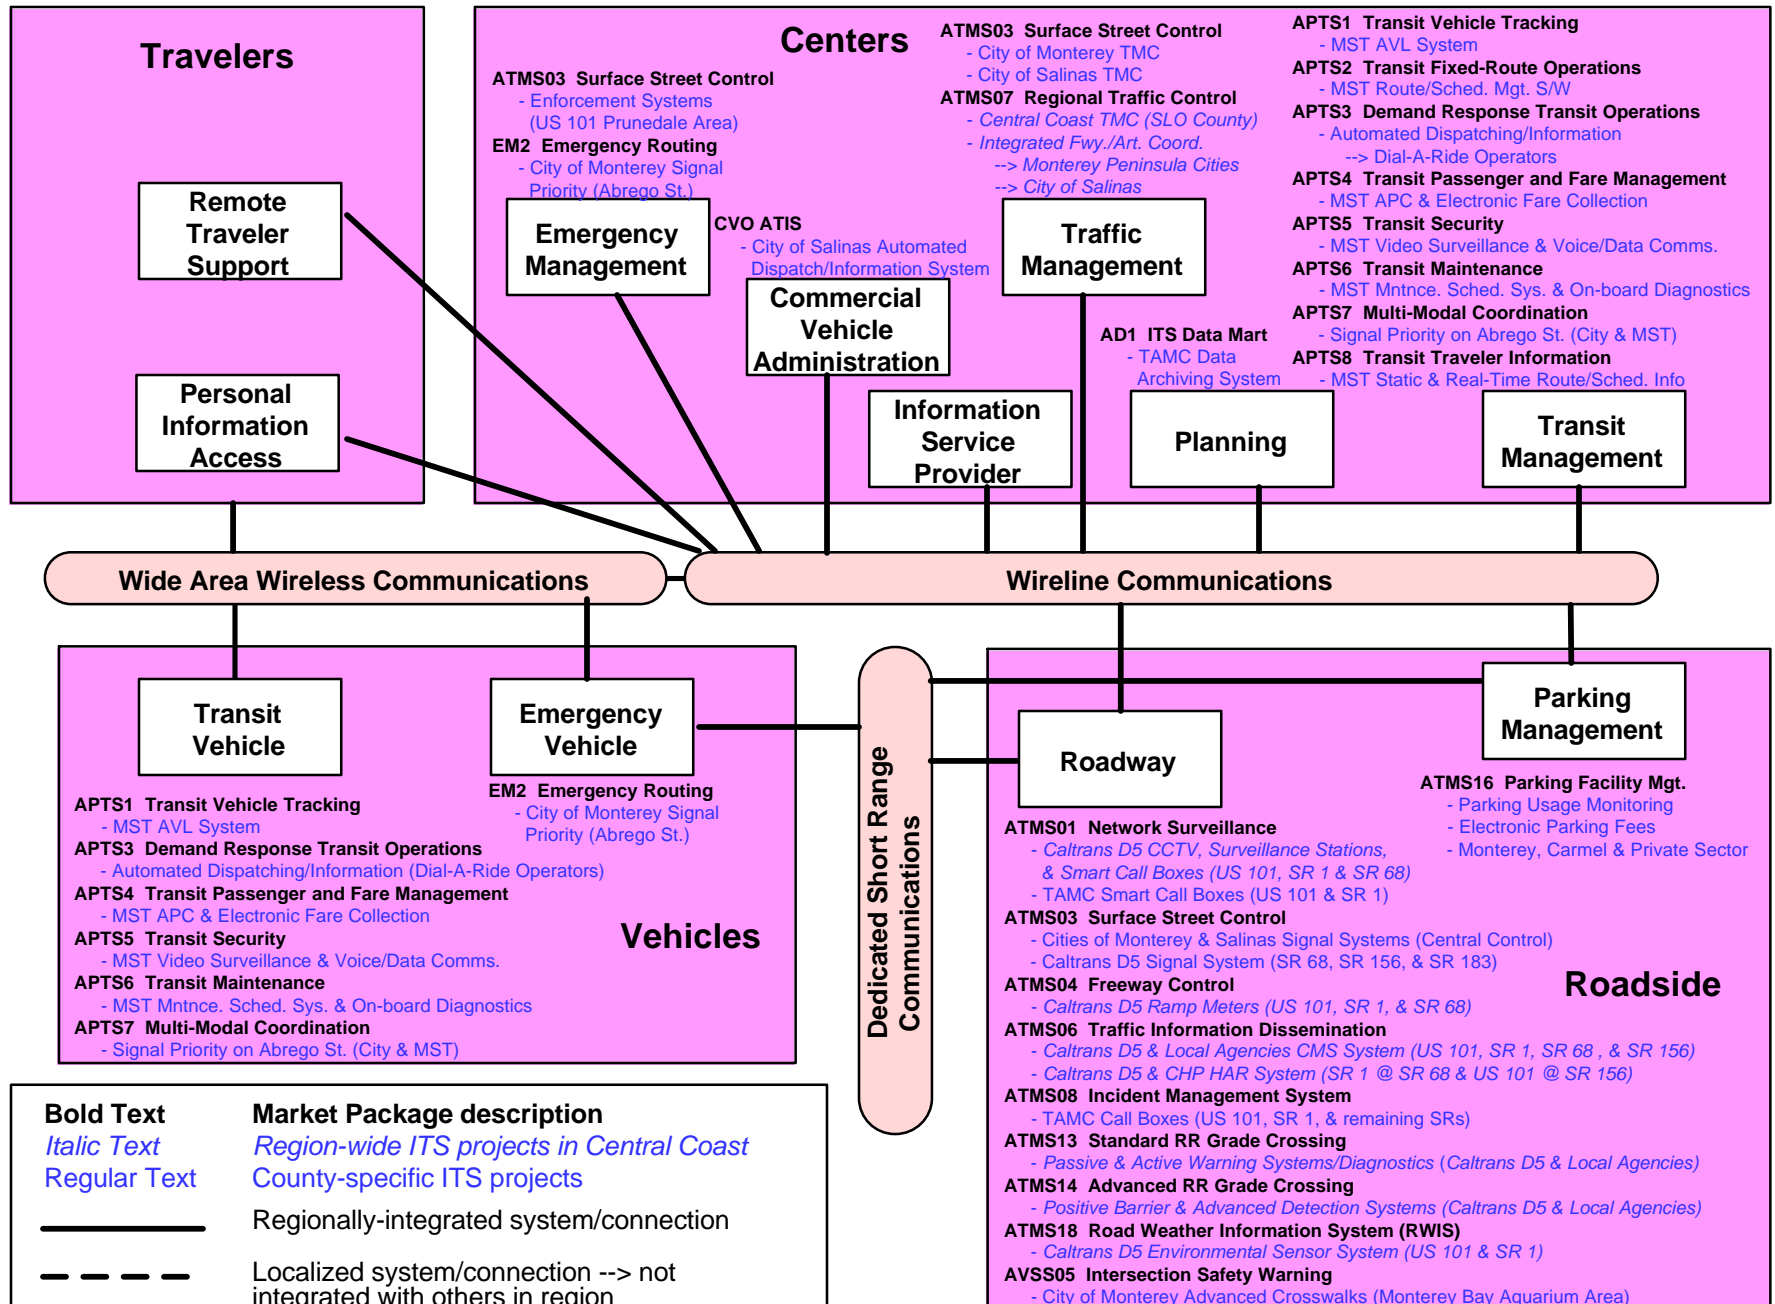 Travelers
Remote
Traveler
Support
Personal
Information
Access
Centers
ATMS03 Surface Street Control
- Enforcement Systems
(US 101 Prunedale Area)
EM2 Emergency Routing
- City of Monterey Signal
Priority (Abrego St.)
Emergency
Management
CVO ATIS
- City of Salinas Automated
Dispatch/Information System
Commercial
Vehicle
Administration
ATMS03 Surface Street Control
- City of Monterey TMC
- City of Salinas TMC
ATMS07 Regional Traffic Control
- Central Coast TMC (SLO County)
- Integrated Fwy./Art. Coord.
--> Monterey Peninsula Cities
--> City of Salinas
Traffic
Management
Information
Service
Provider
AD1 ITS Data Mart
- TAMC Data
Archiving System
Planning
APTS1 Transit Vehicle Tracking
- MST AVL System
APTS2 Transit Fixed-Route Operations
- MST Route/Sched. Mgt. S/W
APTS3 Demand Response Transit Operations
- Automated Dispatching/Information
--> Dial-A-Ride Operators
APTS4 Transit Passenger and Fare Management
- MST APC & Electronic Fare Collection
APTS5 Transit Security
- MST Video Surveillance & Voice/Data Comms.
APTS6 Transit Maintenance
- MST Mntnce. Sched. Sys. & On-board Diagnostics
APTS7 Multi-Modal Coordination
- Signal Priority on Abrego St. (City & MST)
APTS8 Transit Traveler Information
- MST Static & Real-Time Route/Sched. Info
Transit
Management
Wide Area Wireless Communications
Wireline Communications
Transit
Vehicle
Emergency
Vehicle
APTS1 Transit Vehicle Tracking
- MST AVL System
APTS3 Demand Response Transit Operations
- Automated Dispatching/Information (Dial-A-Ride Operators)
APTS4 Transit Passenger and Fare Management
- MST APC & Electronic Fare Collection
APTS5 Transit Security
- MST Video Surveillance & Voice/Data Comms.
APTS6 Transit Maintenance
- MST Mntnce. Sched. Sys. & On-board Diagnostics
APTS7 Multi-Modal Coordination
- Signal Priority on Abrego St. (City & MST)
EM2 Emergency Routing
- City of Monterey Signal
Priority (Abrego St.)
Vehicles
Dedicated Short Range
Communications
Roadway
Parking
Management
ATMS16 Parking Facility Mgt.
- Parking Usage Monitoring
- Electronic Parking Fees
- Monterey, Carmel & Private Sector
ATMS01 Network Surveillance
- Caltrans D5 CCTV, Surveillance Stations,
& Smart Call Boxes (US 101, SR 1 & SR 68)
- TAMC Smart Call Boxes (US 101 & SR 1)
ATMS03 Surface Street Control
- Cities of Monterey & Salinas Signal Systems (Central Control)
- Caltrans D5 Signal System (SR 68, SR 156, & SR 183)
ATMS04 Freeway Control
- Caltrans D5 Ramp Meters (US 101, SR 1, & SR 68)
ATMS06 Traffic Information Dissemination
- Caltrans D5 & Local Agencies CMS System (US 101, SR 1, SR 68 , & SR 156)
- Caltrans D5 & CHP HAR System (SR 1 @ SR 68 & US 101 @ SR 156)
ATMS08 Incident Management System
- TAMC Call Boxes (US 101, SR 1, & remaining SRs)
ATMS13 Standard RR Grade Crossing
- Passive & Active Warning Systems/Diagnostics (Caltrans D5 & Local Agencies)
ATMS14 Advanced RR Grade Crossing
- Positive Barrier & Advanced Detection Systems (Caltrans D5 & Local Agencies)
ATMS18 Road Weather Information System (RWIS)
- Caltrans D5 Environmental Sensor System (US 101 & SR 1)
AVSS05 Intersection Safety Warning
- City of Monterey Advanced Crosswalks (Monterey Bay Aquarium Area)
Roadside
Bold Text Market Package description
Italic Text Region-wide ITS projects in Central Coast
Regular Text County-specific ITS projects
Regionally-integrated system/connection
Localized system/connection --> not
integrated with others in region